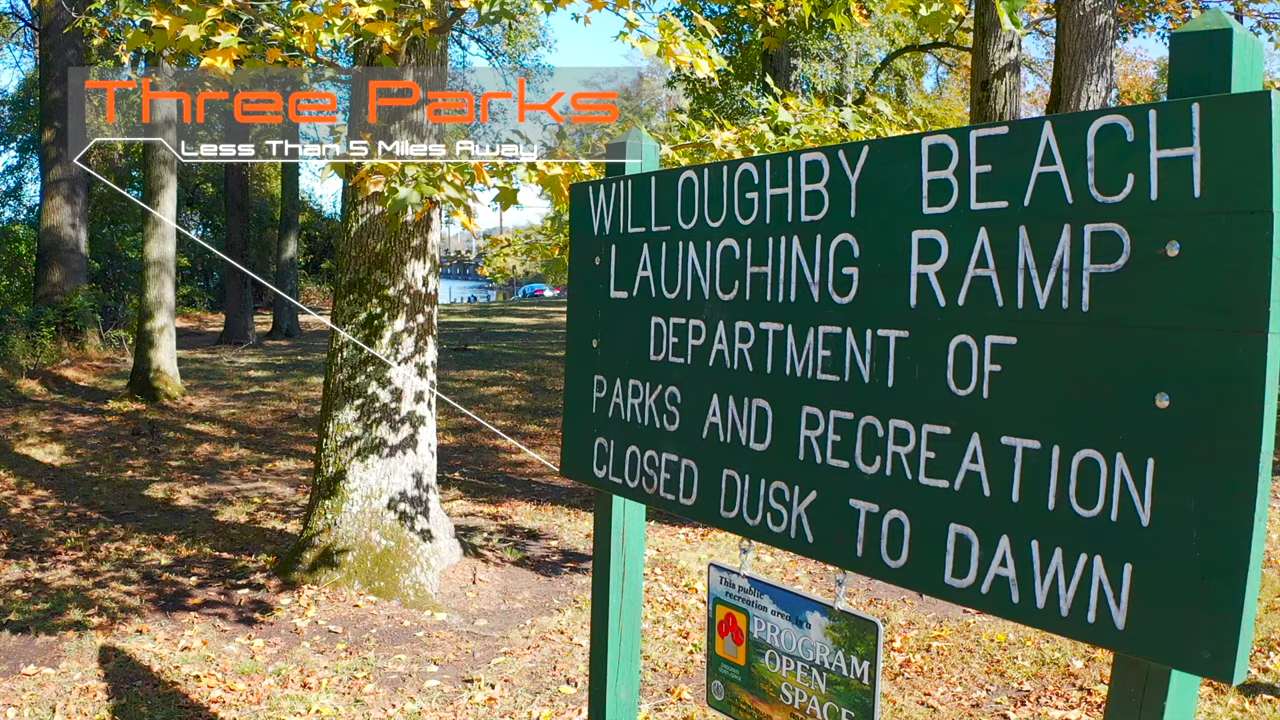 Three Parks
Less Than 5 Miles Away
WILLOUGHBY BEACH
LAUNCHING RAMP
DEPARTMENT OF
PARKS AND RECREATION
CLOSED DUSK TO DAWN
This public
recreation area is a
PROGRAM
OPEN
SPACE